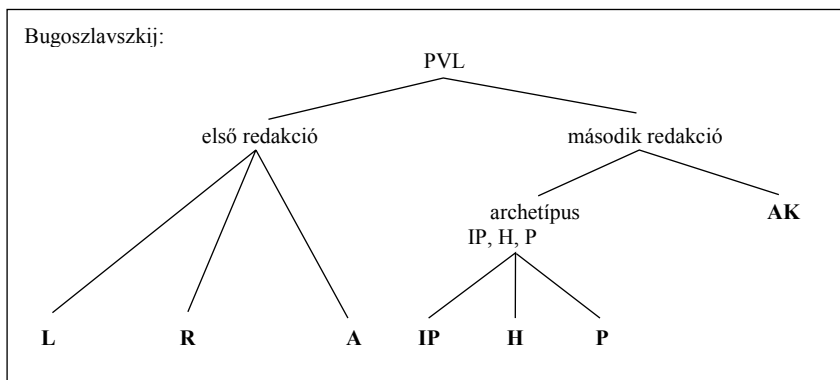 Bugoszlavszkij:
PVL
első redakció
második redakció
archetípus
AK
IP, H, P
L
R
A
IP
H
P